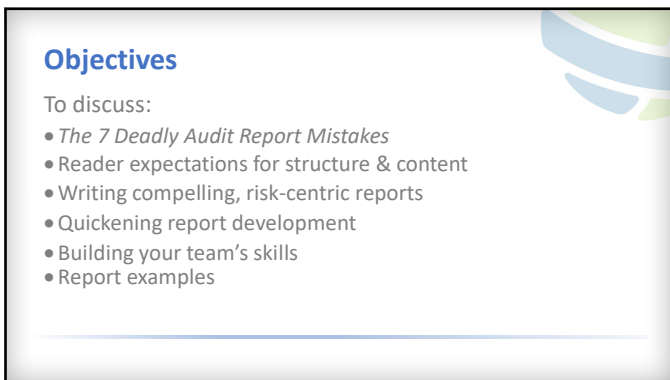 Objectives
To discuss:
• The 7 Deadly Audit Report Mistakes
• Reader expectations for structure & content
• Writing compelling, risk-centric reports
• Quickening report development
• Building your team's skills
• Report examples